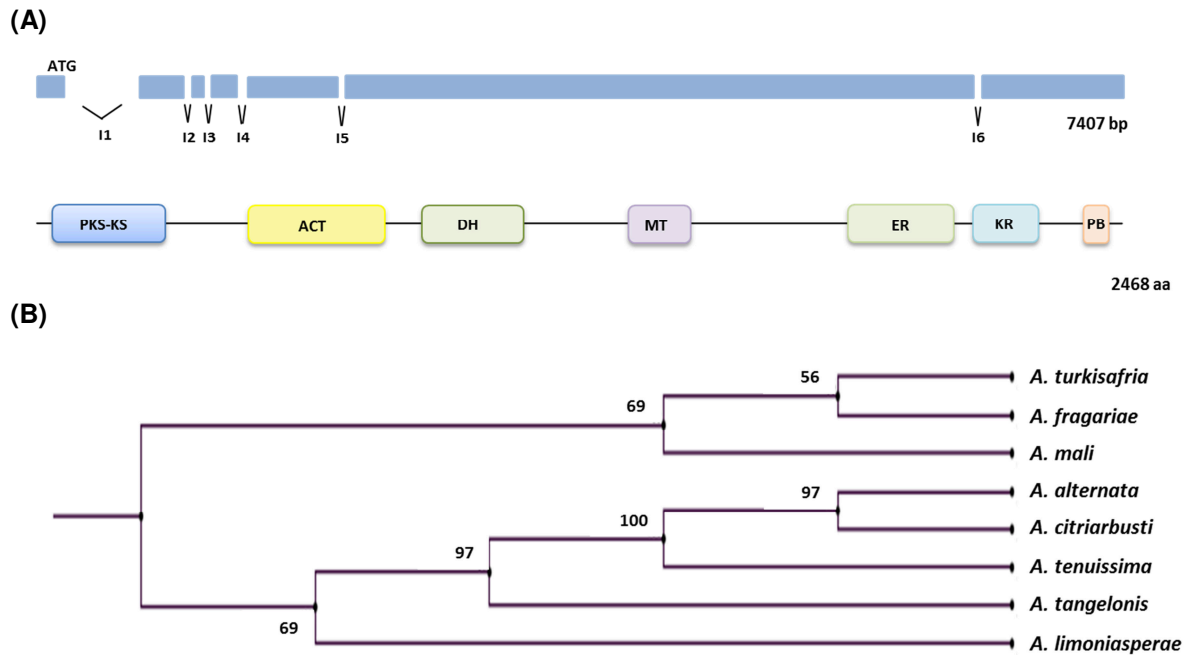 (A)
ATG
I1 I2 I3 I4 I5 I6
7407 bp
PKS-KS ACT DH MT ER KR PB
2468 aa
(B)
56
A. turkisafria
69
A. fragariae
A. mali
97
A. alternata
100
A. citriarbusti
97
A. tenuissima
A. tangelonis
69
A. limoniasperae